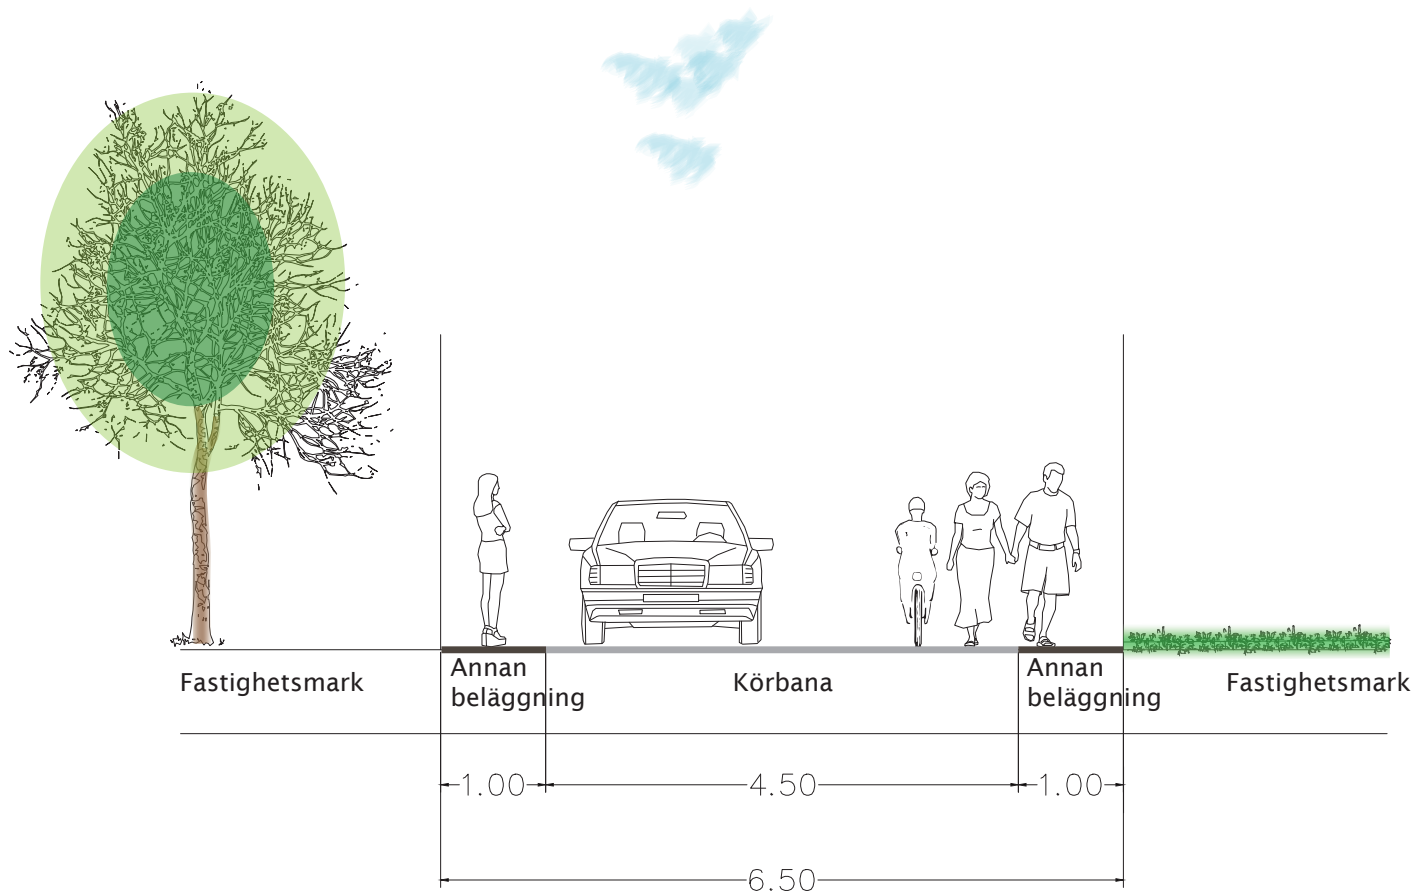 Fastighetsmark
Annan
beläggning
Körbana
Annan
beläggning
Fastighetsmark
1.00
4.50
1.00
6.50